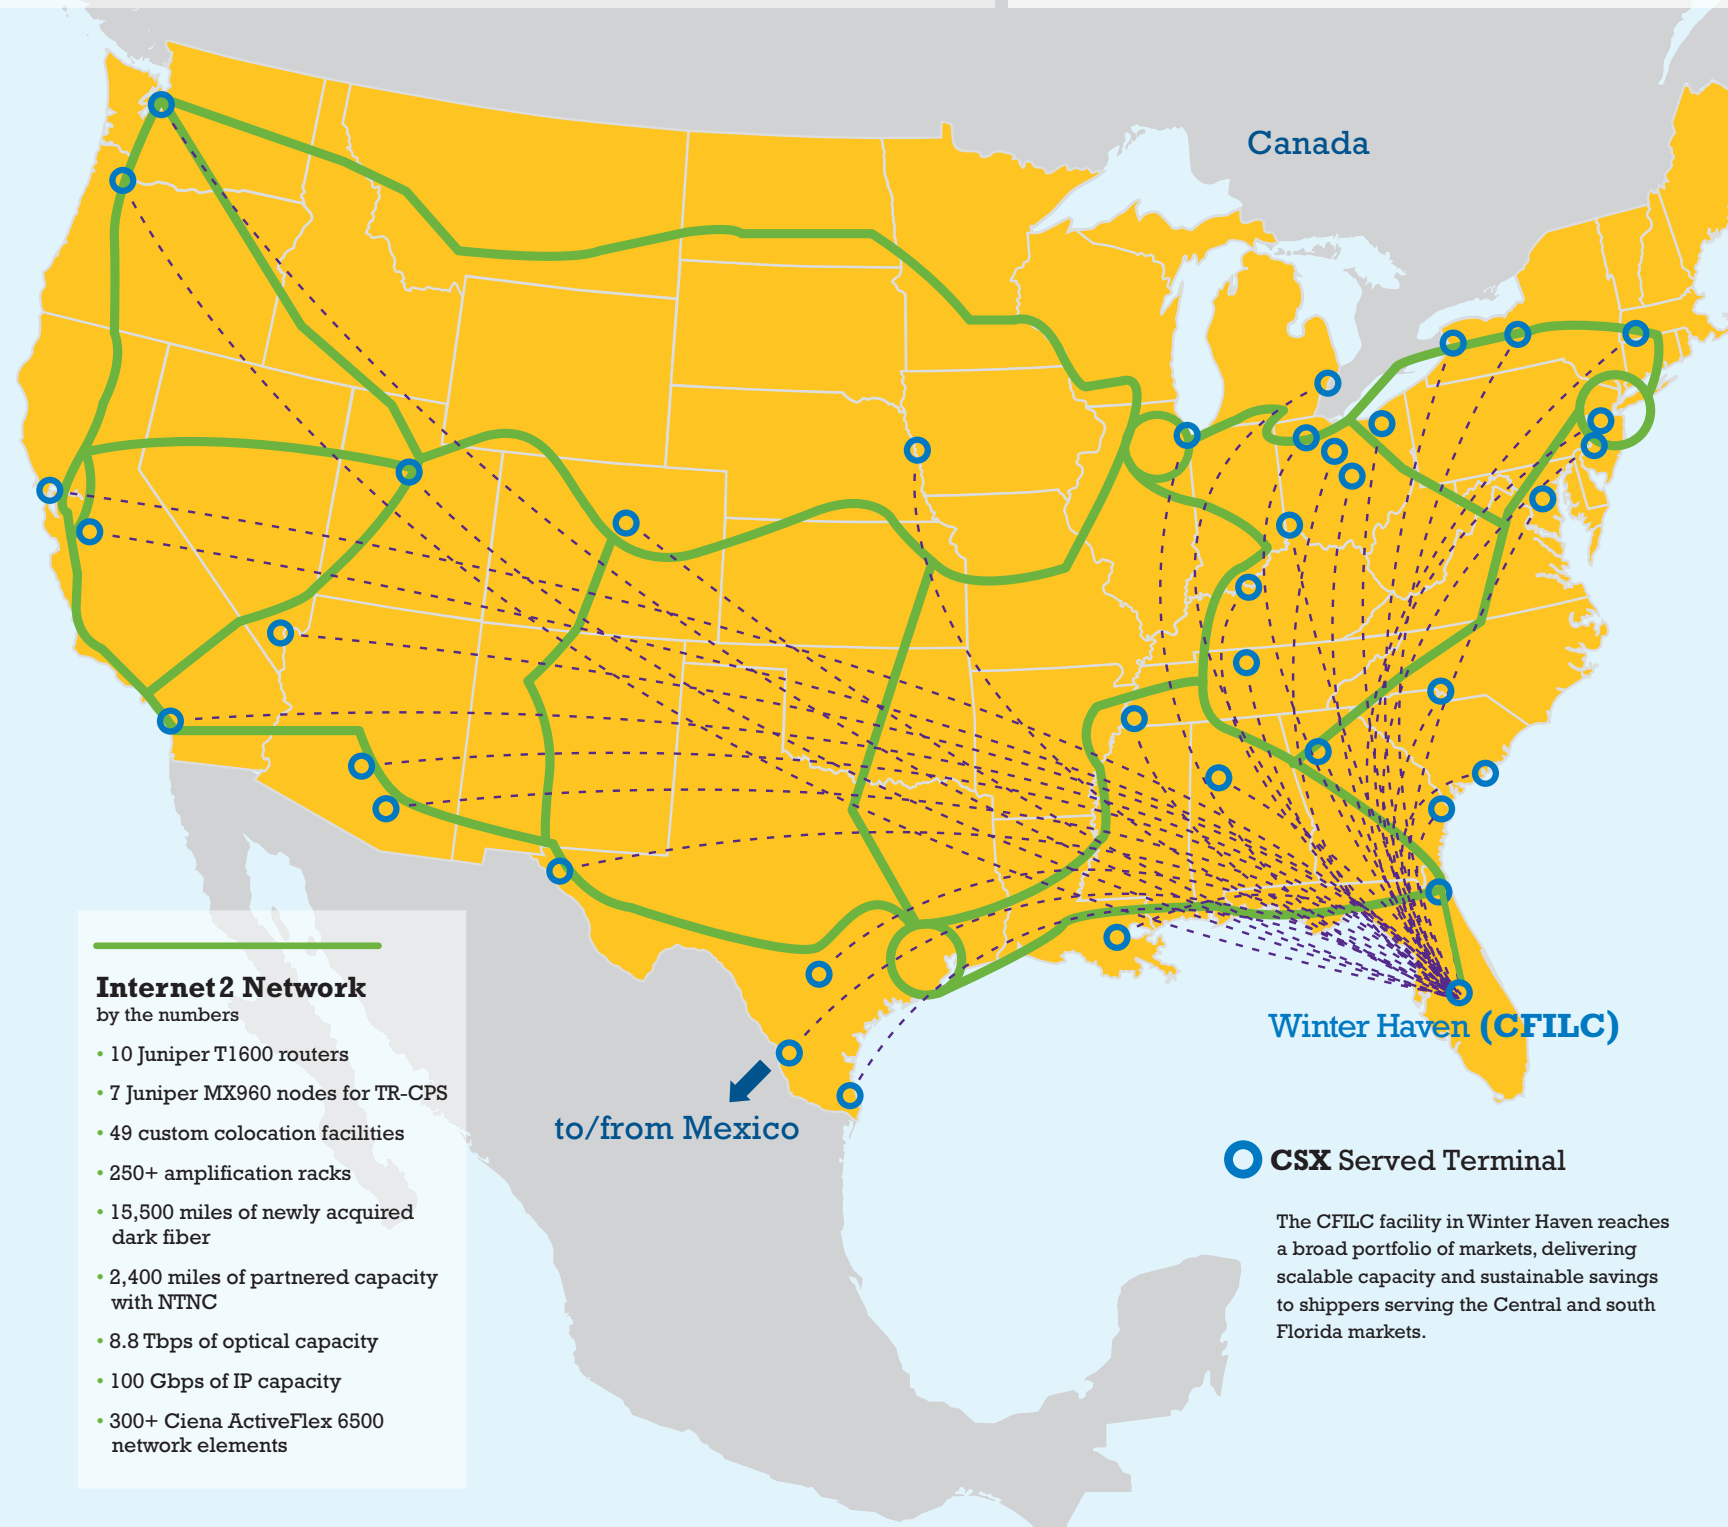 Canada
Winter Haven (CFILC)
to/from Mexico
Internet2 Network
by the numbers
• 10 Juniper T1600 routers
• 7 Juniper MX960 nodes for TR-CPS
• 49 custom colocation facilities
• 250+ amplification racks
• 15,500 miles of newly acquired
dark fiber
• 2,400 miles of partnered capacity
with NTNC
• 8.8 Tbps of optical capacity
• 100 Gbps of IP capacity
• 300+ Ciena ActiveFlex 6500
network elements
CSX Served Terminal
The CFILC facility in Winter Haven reaches
a broad portfolio of markets, delivering
scalable capacity and sustainable savings
to shippers serving the Central and south
Florida markets.